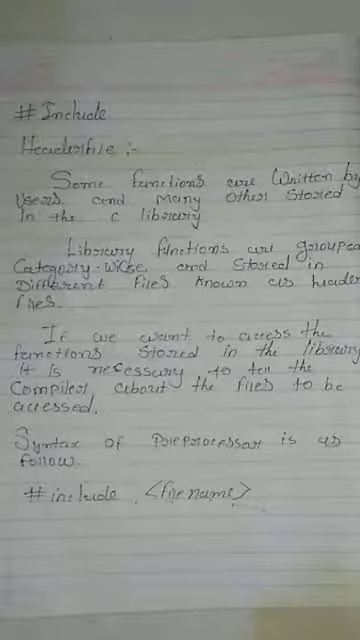 # Include
Headerfile :-
Some functions are Written by
Users and many other Stored
In the c library
Library functions are grouped
Category-wise and Stored in
Different files known as header
files.
If we want to access the
functions stored in the library
it is necessary to tell the
Compiler about the files to be
accessed.
Syntax of Preprocessar is as
follow.
#include <file name>